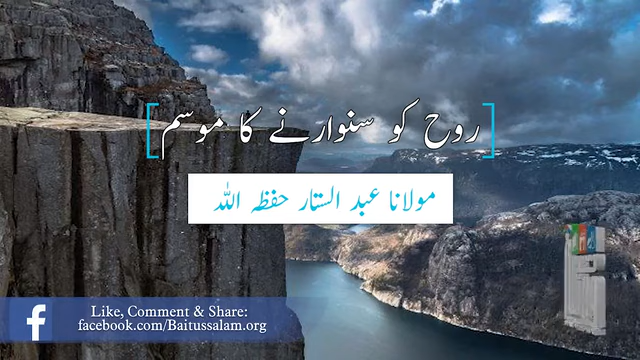 روح کو سنوارنے کا موسم
مولانا عبد الستار حفظہ اللہ
Like, Comment & Share:
facebook.com/Baitussalam.org